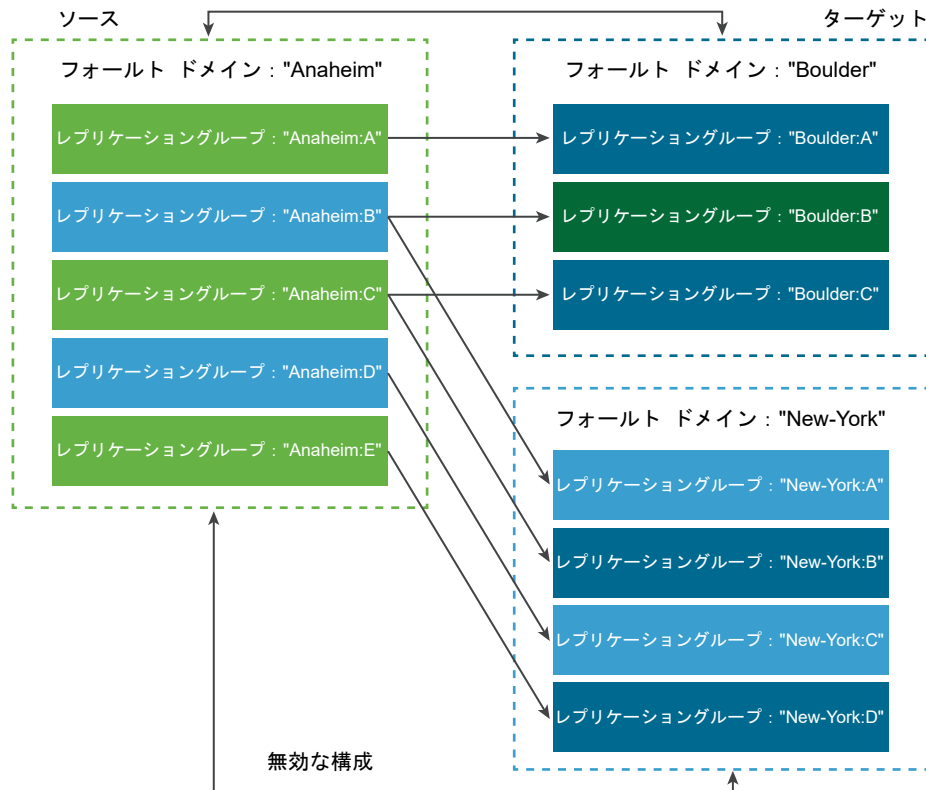 ソース
ターゲット
フォールト ドメイン："Anaheim"
レプリケーショングループ："Anaheim:A"
レプリケーショングループ："Anaheim:B"
レプリケーショングループ："Anaheim:C"
レプリケーショングループ："Anaheim:D"
レプリケーショングループ："Anaheim:E"
フォールト ドメイン："Boulder"
レプリケーショングループ："Boulder:A"
レプリケーショングループ："Boulder:B"
レプリケーショングループ："Boulder:C"
フォールト ドメイン："New-York"
レプリケーショングループ："New-York:A"
レプリケーショングループ："New-York:B"
レプリケーショングループ："New-York:C"
レプリケーショングループ："New-York:D"
無効な構成